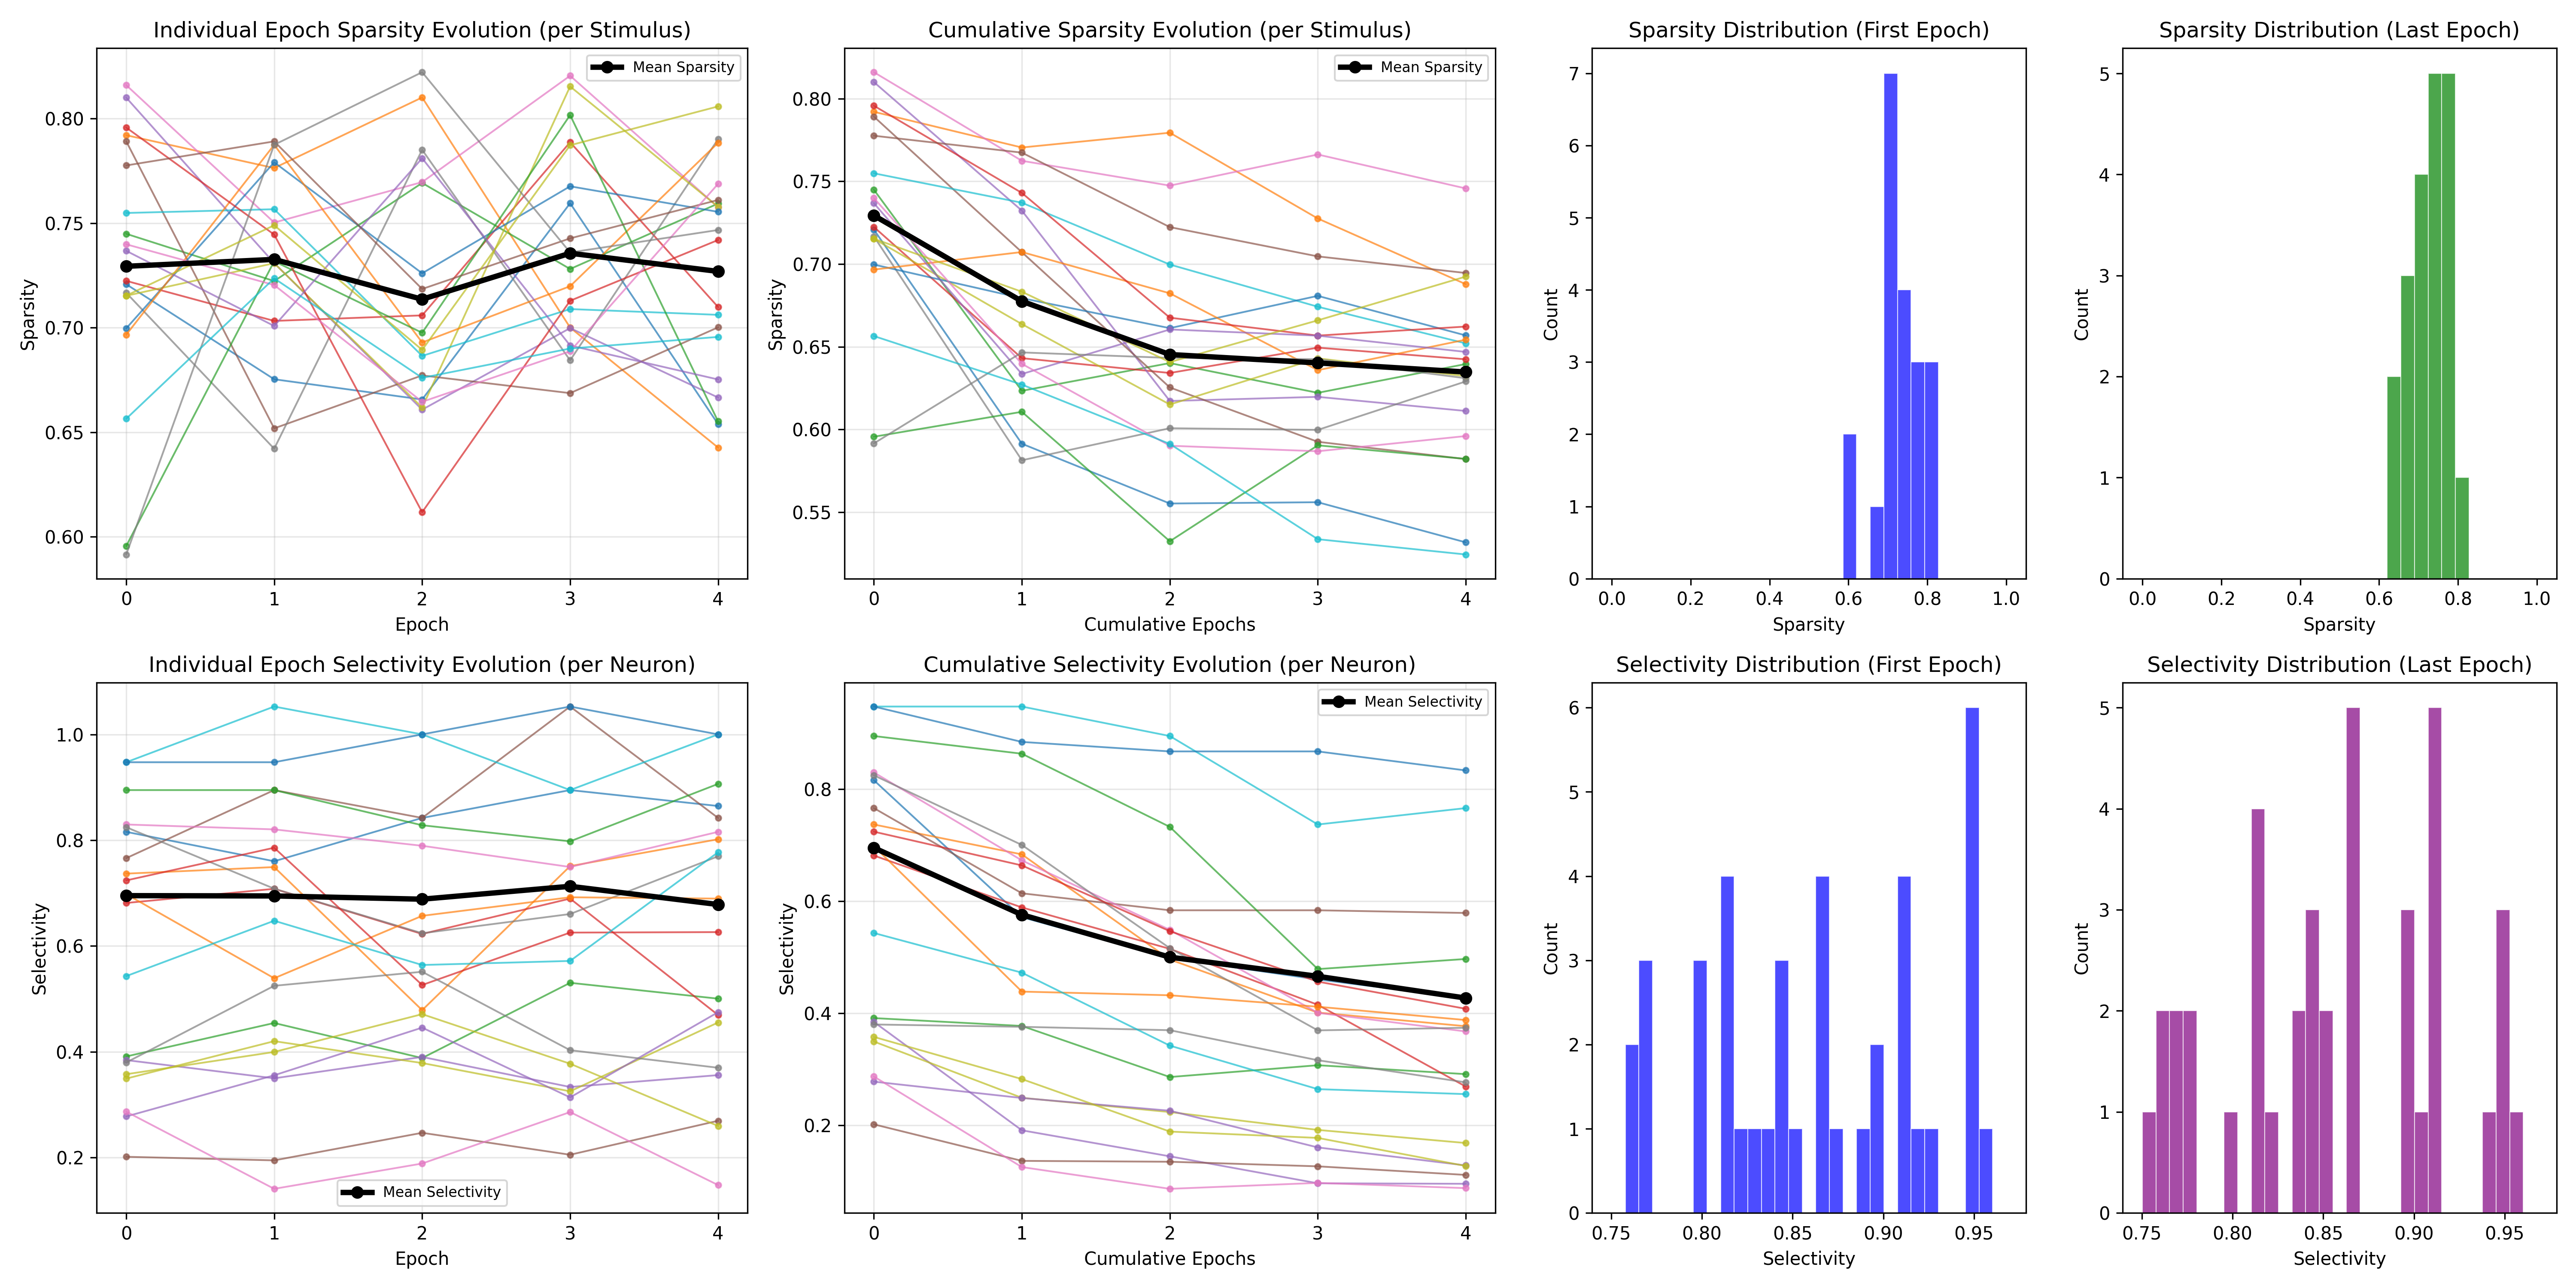 Individual Epoch Sparsity Evolution (per Stimulus)
Mean Sparsity
Sparsity
0.80
0.75
0.70
0.65
0.60
0 1 2 3 4
Epoch
Cumulative Sparsity Evolution (per Stimulus)
Mean Sparsity
Sparsity
0.80
0.75
0.70
0.65
0.60
0.55
0 1 2 3 4
Cumulative Epochs
Sparsity Distribution (First Epoch)
Count
7
6
5
4
3
2
1
0
0.0 0.2 0.4 0.6 0.8 1.0
Sparsity
Sparsity Distribution (Last Epoch)
Count
5
4
3
2
1
0
0.0 0.2 0.4 0.6 0.8 1.0
Sparsity
Individual Epoch Selectivity Evolution (per Neuron)
Selectivity
1.0
0.8
0.6
0.4
0.2
Mean Selectivity
0 1 2 3 4
Epoch
Cumulative Selectivity Evolution (per Neuron)
Mean Selectivity
Selectivity
0.8
0.6
0.4
0.2
0 1 2 3 4
Cumulative Epochs
Selectivity Distribution (First Epoch)
Count
6
5
4
3
2
1
0
0.75 0.80 0.85 0.90 0.95
Selectivity
Selectivity Distribution (Last Epoch)
Count
5
4
3
2
1
0
0.75 0.80 0.85 0.90 0.95
Selectivity